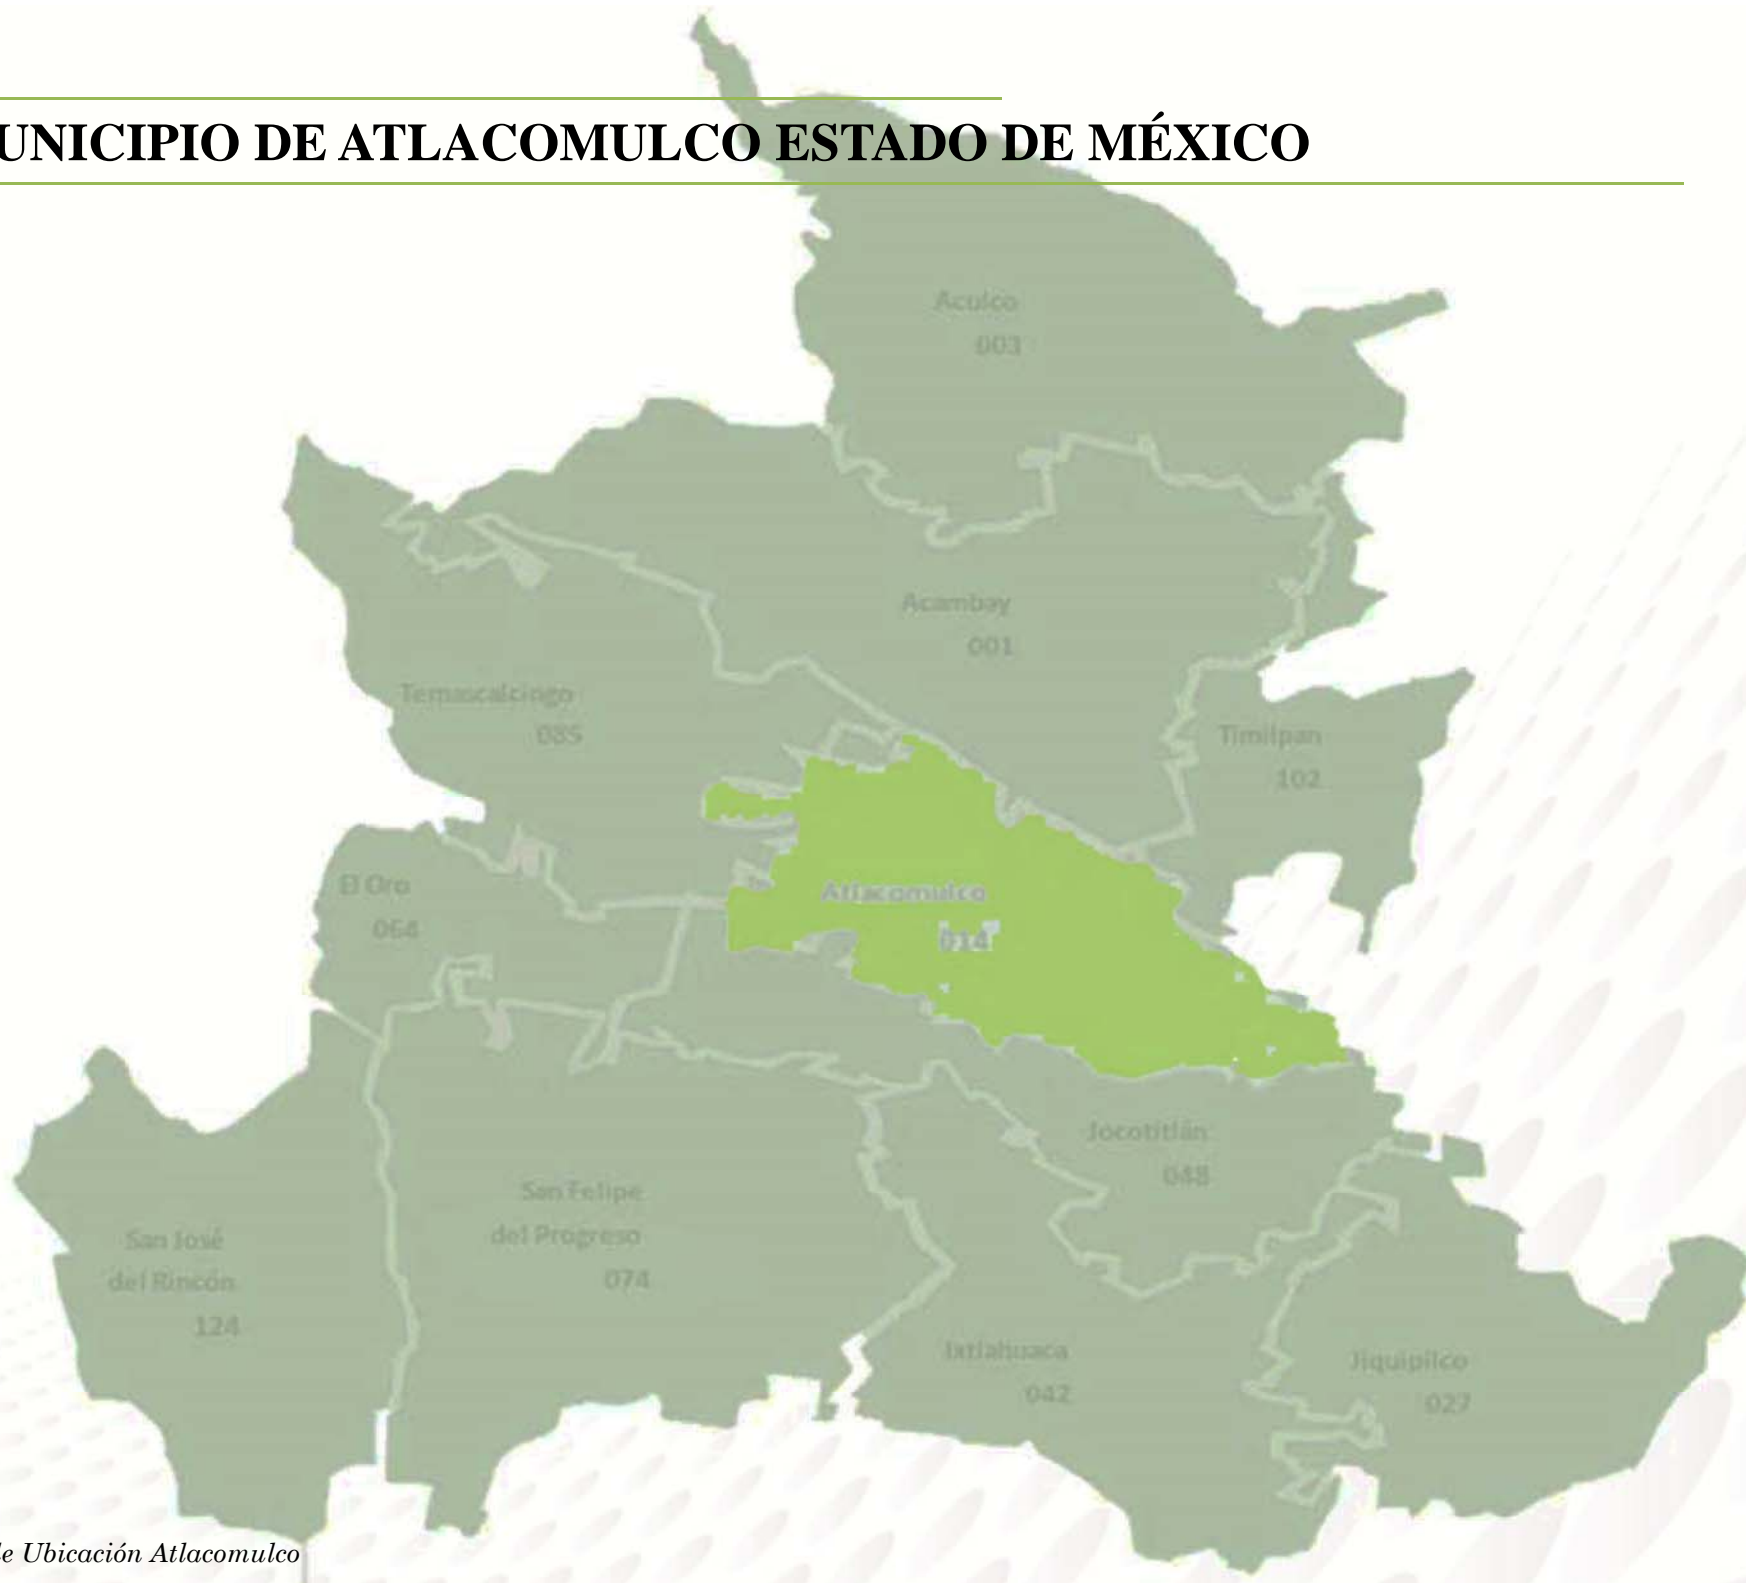 UNICIPIO DE ATLACOMULCO ESTADO DE MÉXICO
Aculco
003
Acambay
001
Temascalcingo
085
Timilpan
102
El Oro
064
Atlacomulco
014
Jocotitlán
048
San Felipe
del Progreso
074
San José
del Rincón
124
Ixtlahuaca
042
Jiquipilco
027
de Ubicación Atlacomulco